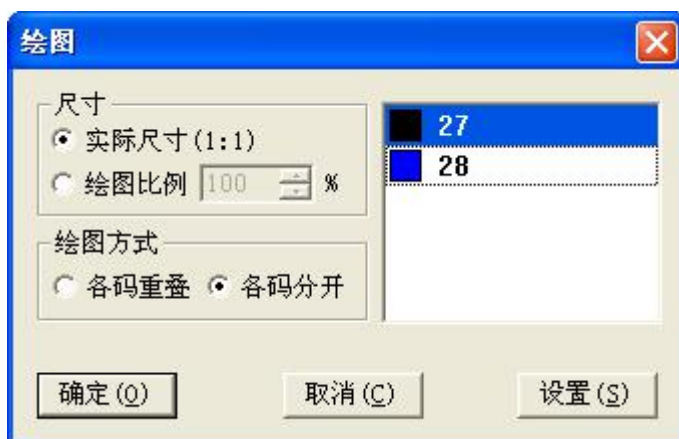 绘图
尺寸
实际尺寸(1:1)
绘图比例 100 %
绘图方式
各码重叠 各码分开
27
28
确定(O) 取消(C) 设置(S)